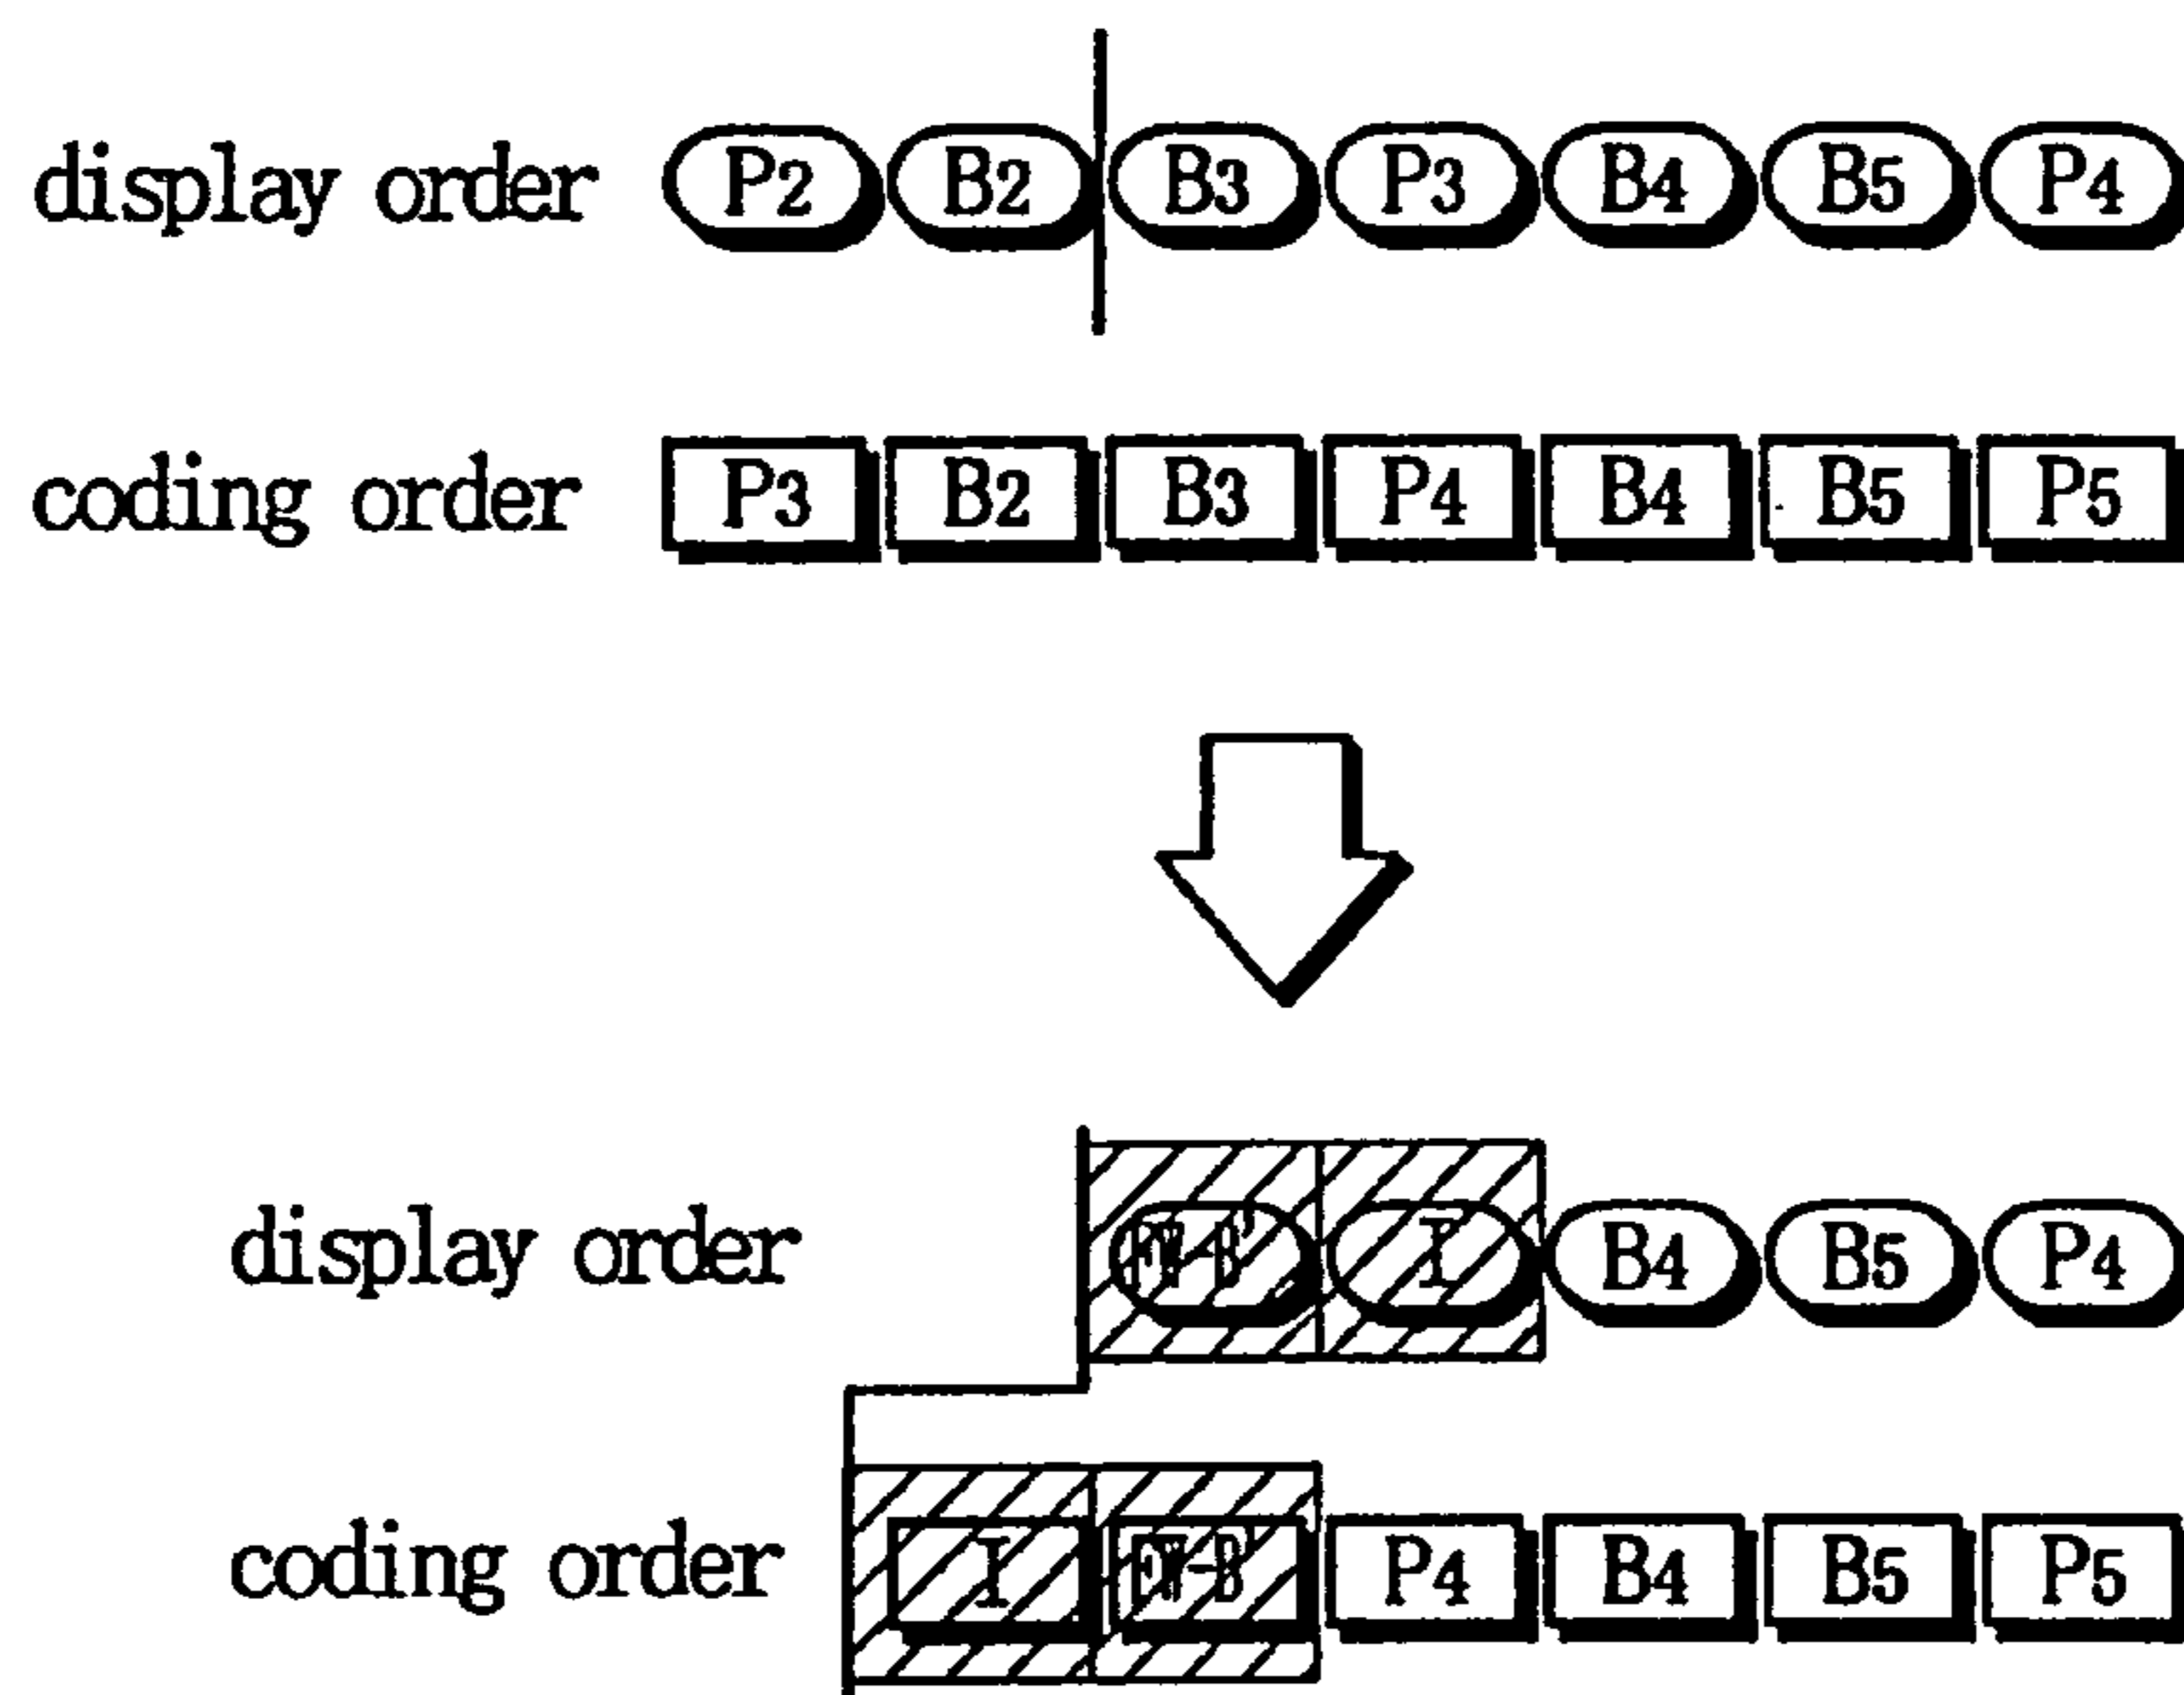 display order P2 B2 B3 P3 B4 B5 P4
coding order P3 B2 B3 P4 B4 B5 P5
display order I B4 B5 P4
coding order I P4 B4 B5 P5